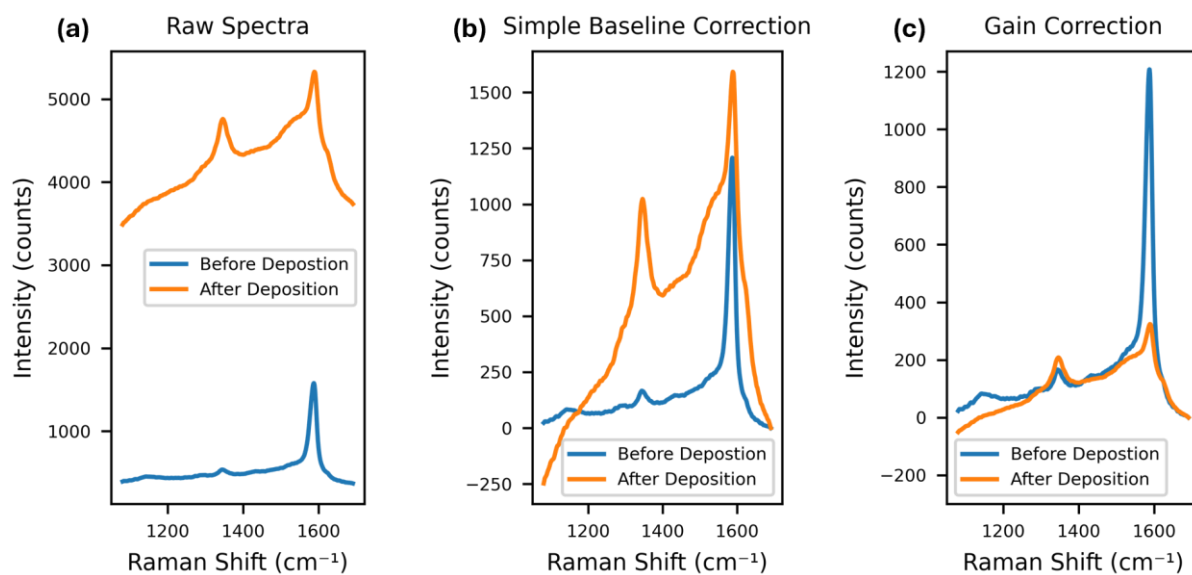 (a) Raw Spectra
5000
4000
3000
2000
1000
Intensity (counts)
Before Depostion
After Deposition
1200 1400 1600
Raman Shift (cm⁻¹)
(b) Simple Baseline Correction
1500
1250
1000
750
500
250
0
−250
Intensity (counts)
Before Depostion
After Deposition
1200 1400 1600
Raman Shift (cm⁻¹)
(c) Gain Correction
1200
1000
800
600
400
200
0
−200
Intensity (counts)
Before Depostion
After Deposition
1200 1400 1600
Raman Shift (cm⁻¹)